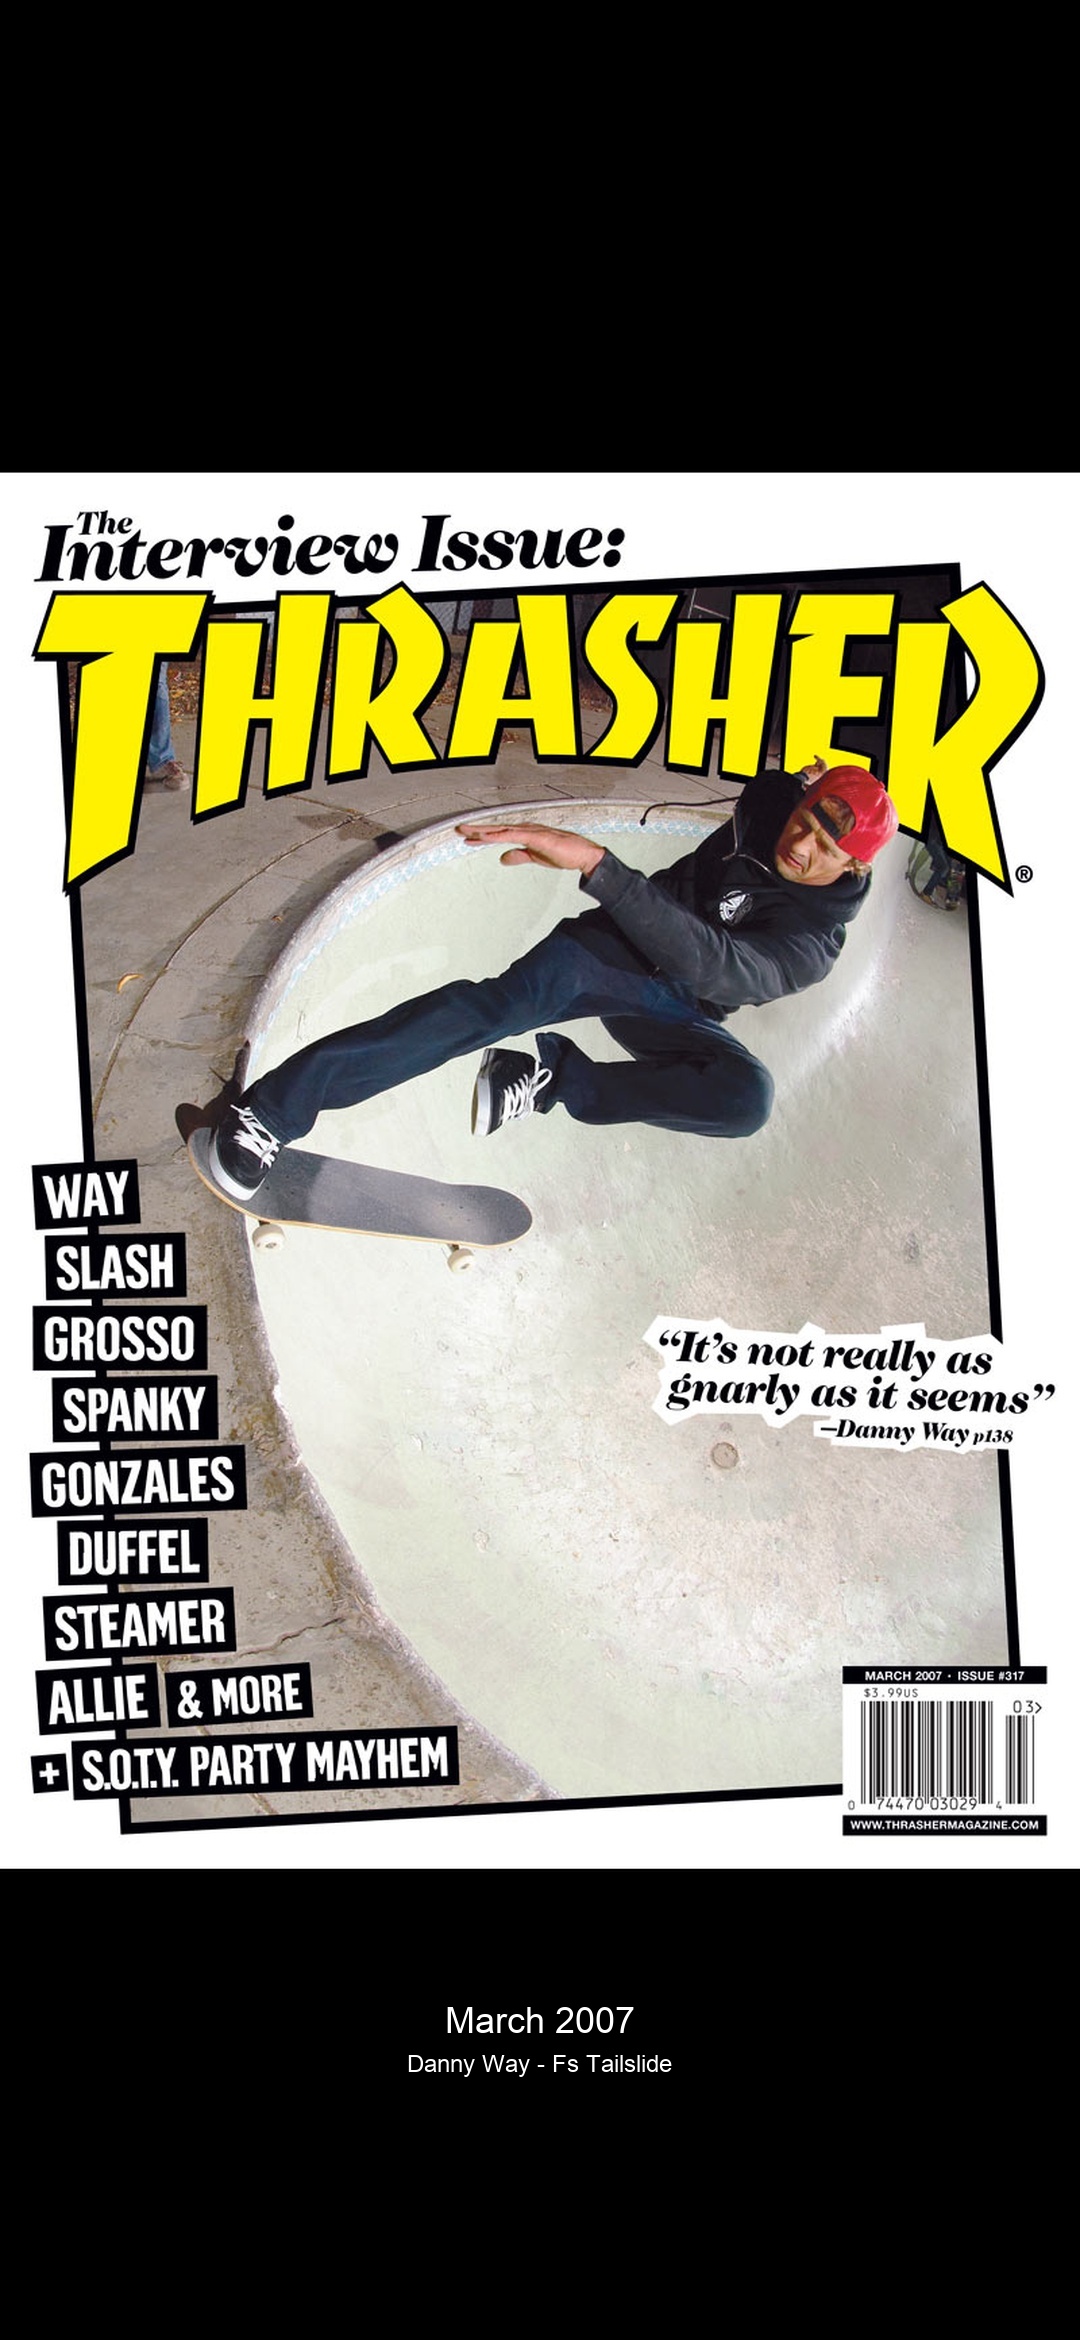 The
Interview Issue:
THRASHER®
WAY
SLASH
GROSSO
SPANKY
GONZALES
DUFFEL
STEAMER
ALLIE & MORE
+ S.O.T.Y. PARTY MAYHEM
“It’s not really as
gnarly as it seems”
–Danny Way p138
MARCH 2007 • ISSUE #317
$3.99US
03>
0 74470 03029 4
WWW.THRASHERMAGAZINE.COM
March 2007
Danny Way - Fs Tailslide